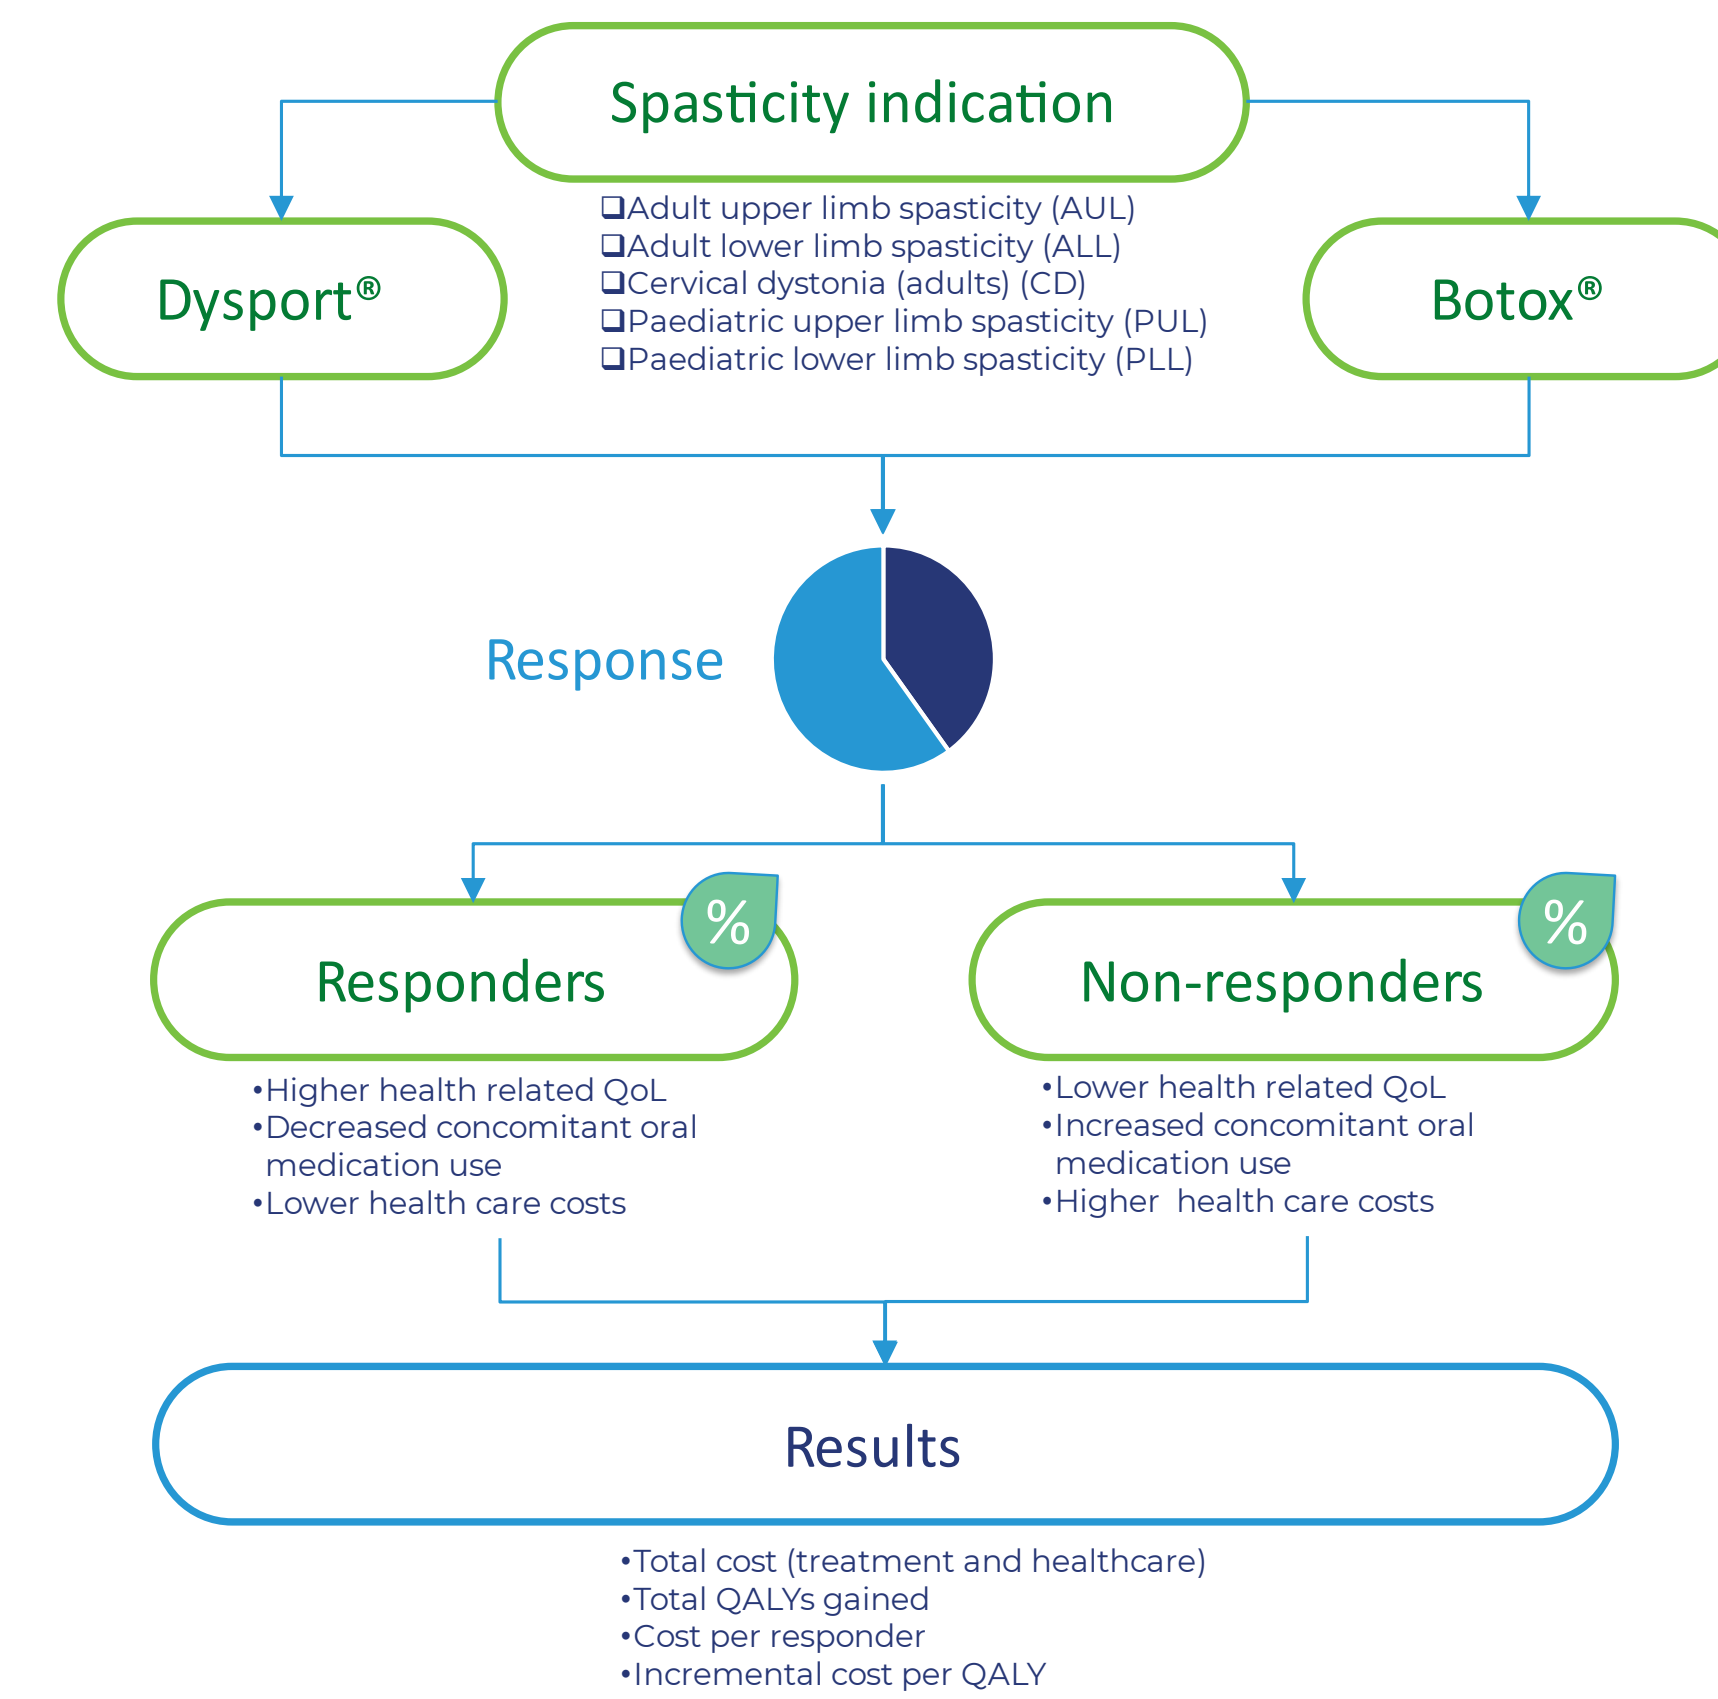 Spasticity indication
❑Adult upper limb spasticity (AUL)
❑Adult lower limb spasticity (ALL)
❑Cervical dystonia (adults) (CD)
❑Paediatric upper limb spasticity (PUL)
❑Paediatric lower limb spasticity (PLL)
Dysport®
Botox®
Response
Responders
%
Non-responders
%
•Higher health related QoL
•Decreased concomitant oral
medication use
•Lower health care costs
•Lower health related QoL
•Increased concomitant oral
medication use
•Higher  health care costs
Results
•Total cost (treatment and healthcare)
•Total QALYs gained
•Cost per responder
•Incremental cost per QALY